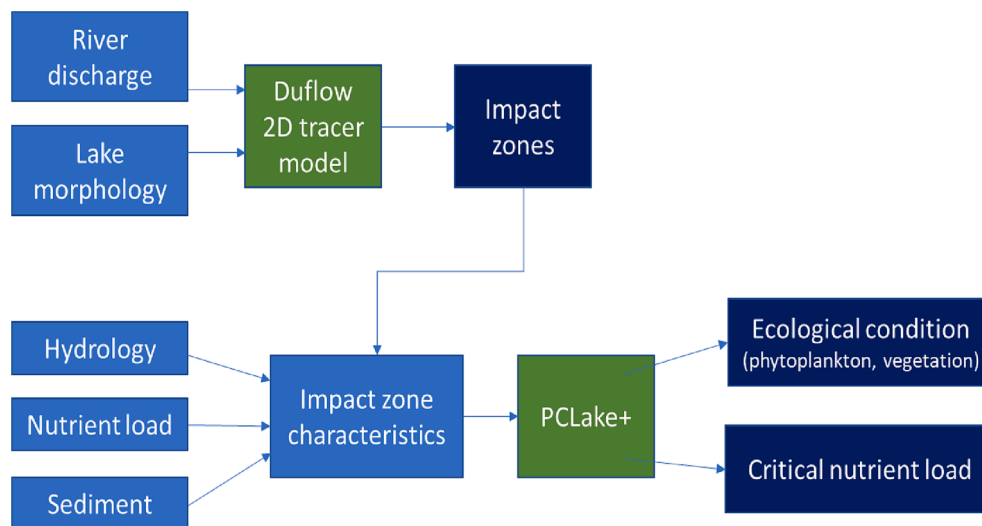 River
discharge
Lake
morphology
Duflow
2D tracer
model
Impact
zones
Hydrology
Nutrient load
Sediment
Impact zone
characteristics
PCLake+
Ecological condition
(phytoplankton, vegetation)
Critical nutrient load